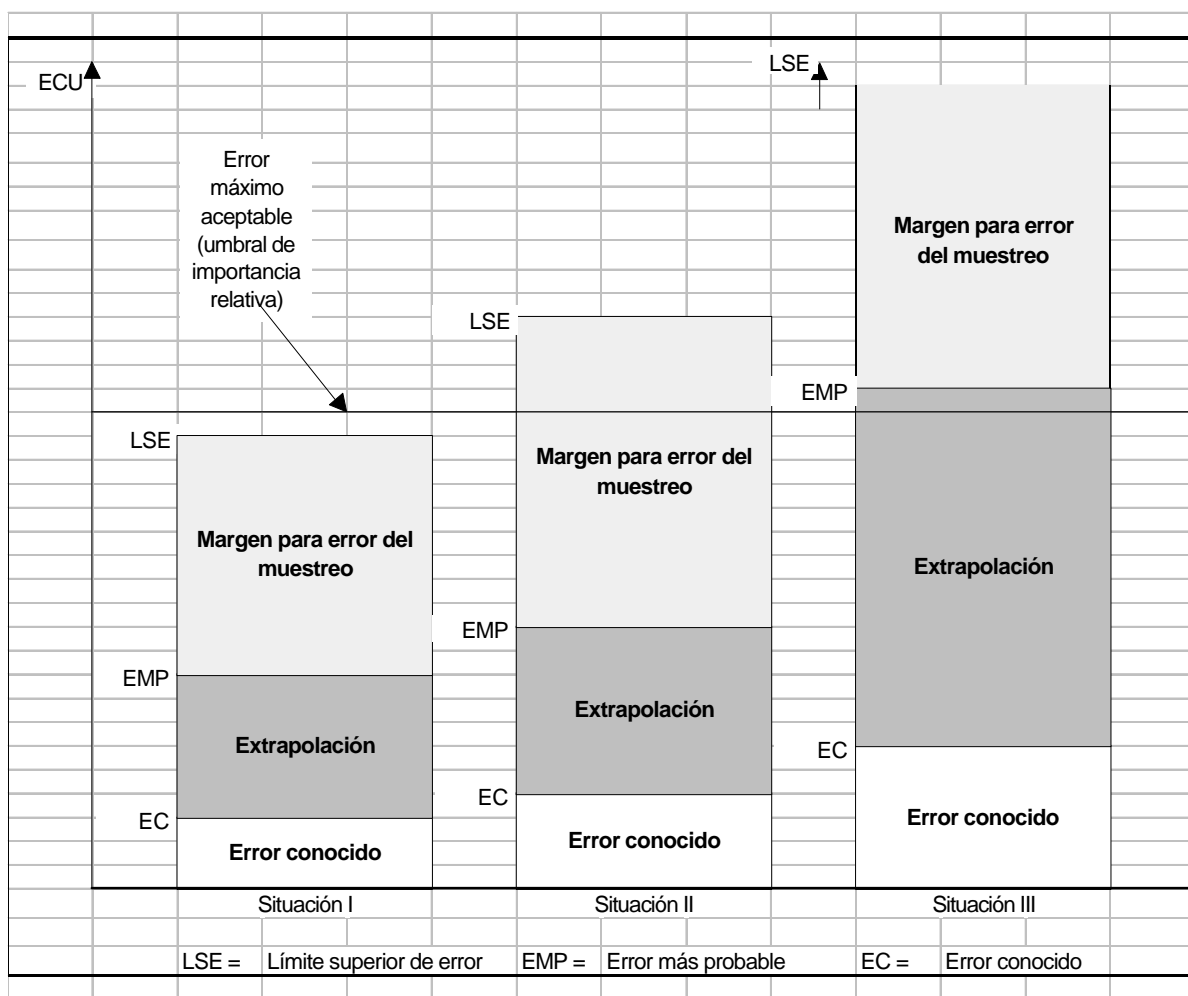 LSE
ECU
Error
máximo
aceptable
(umbral de
importancia
relativa)
Margen para error
del muestreo
LSE
EMP
LSE
Margen para error del
muestreo
Margen para error del
muestreo
Extrapolación
EMP
EMP
Extrapolación
Extrapolación
EC
EC
EC
Error conocido
Error conocido
Error conocido
Situación I
Situación II
Situación III
LSE = Límite superior de error EMP = Error más probable EC = Error conocido